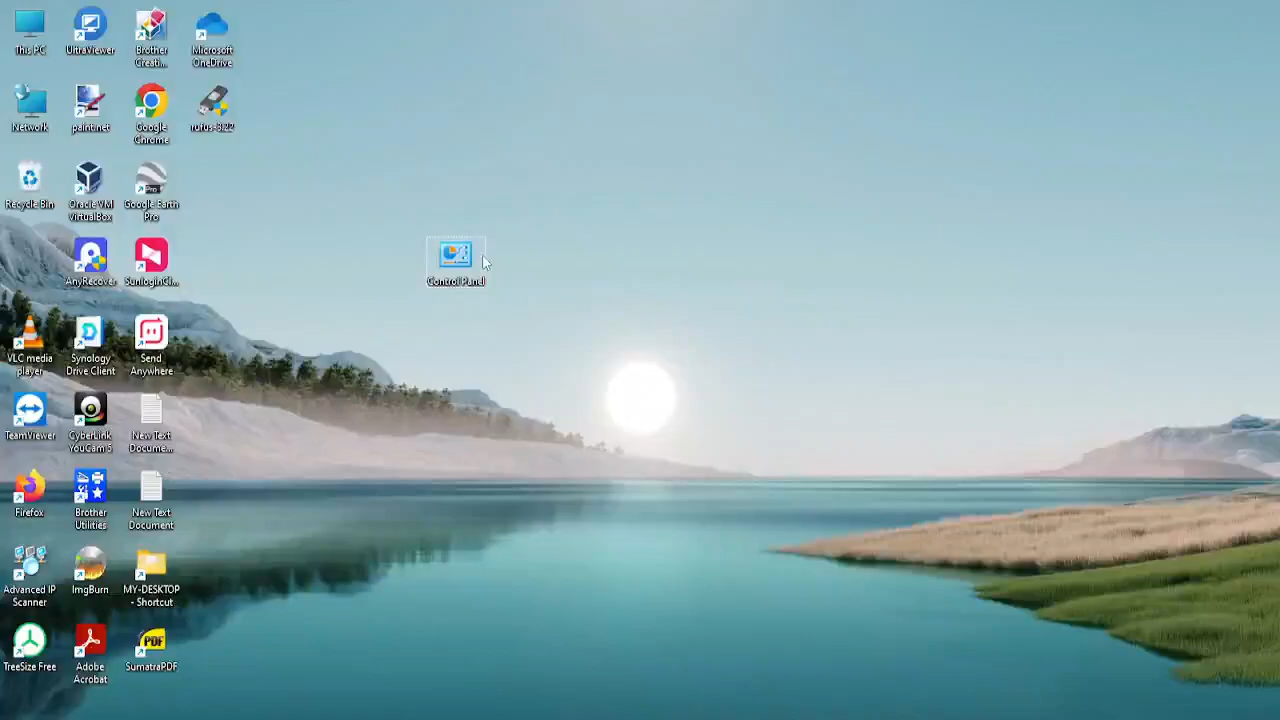 This PC
UltraViewer
Brother
Creati...
Microsoft
OneDrive
Network
paint.net
Google
Chrome
rufus-3.22
Recycle Bin
Oracle VM
VirtualBox
Google Earth
Pro
AnyRecover
SunloginCl...
Control Panel
VLC media
player
Synology
Drive Client
Send
Anywhere
TeamViewer
CyberLink
YouCam 5
New Text
Docume...
Firefox
Brother
Utilities
New Text
Document
Advanced IP
Scanner
ImgBurn
MY-DESKTOP
- Shortcut
TreeSize Free
Adobe
Acrobat
PDF
SumatraPDF